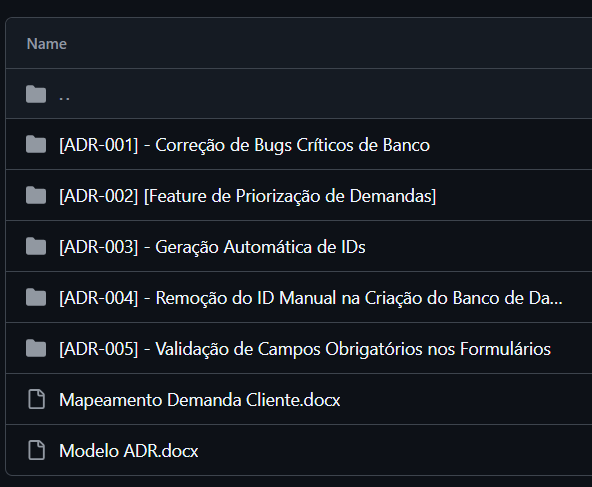 Name
..
[ADR-001] - Correção de Bugs Críticos de Banco
[ADR-002] [Feature de Priorização de Demandas]
[ADR-003] - Geração Automática de IDs
[ADR-004] - Remoção do ID Manual na Criação do Banco de Da...
[ADR-005] - Validação de Campos Obrigatórios nos Formulários
Mapeamento Demanda Cliente.docx
Modelo ADR.docx